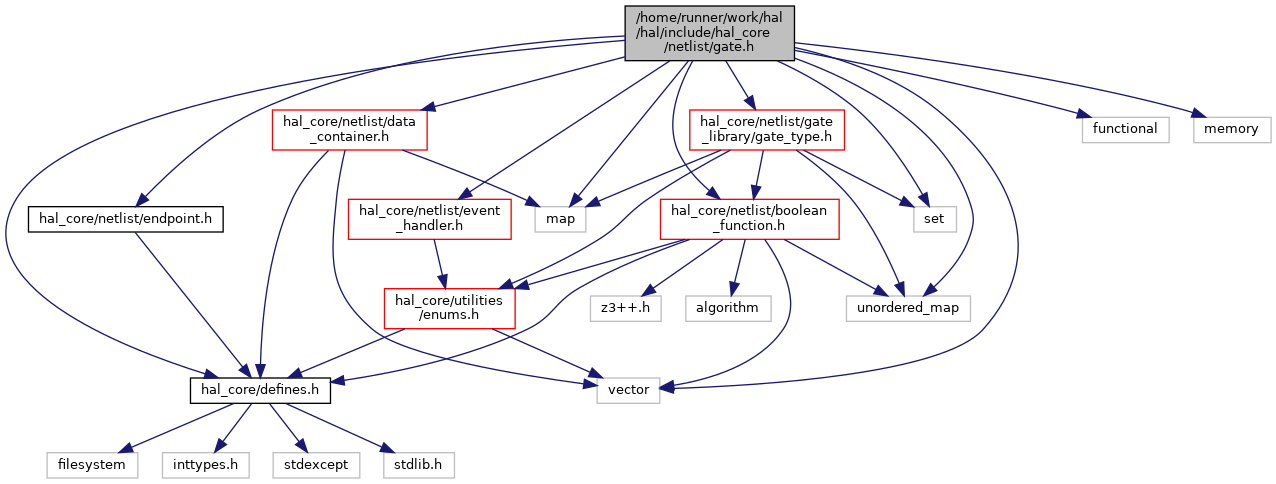 /home/runner/work/hal
/hal/include/hal_core
/netlist/gate.h
hal_core/netlist/data
_container.h
hal_core/netlist/gate
_library/gate_type.h
functional
memory
hal_core/netlist/endpoint.h
hal_core/netlist/event
_handler.h
map
hal_core/netlist/boolean
_function.h
set
hal_core/utilities
/enums.h
z3++.h
algorithm
unordered_map
hal_core/defines.h
vector
filesystem
inttypes.h
stdexcept
stdlib.h